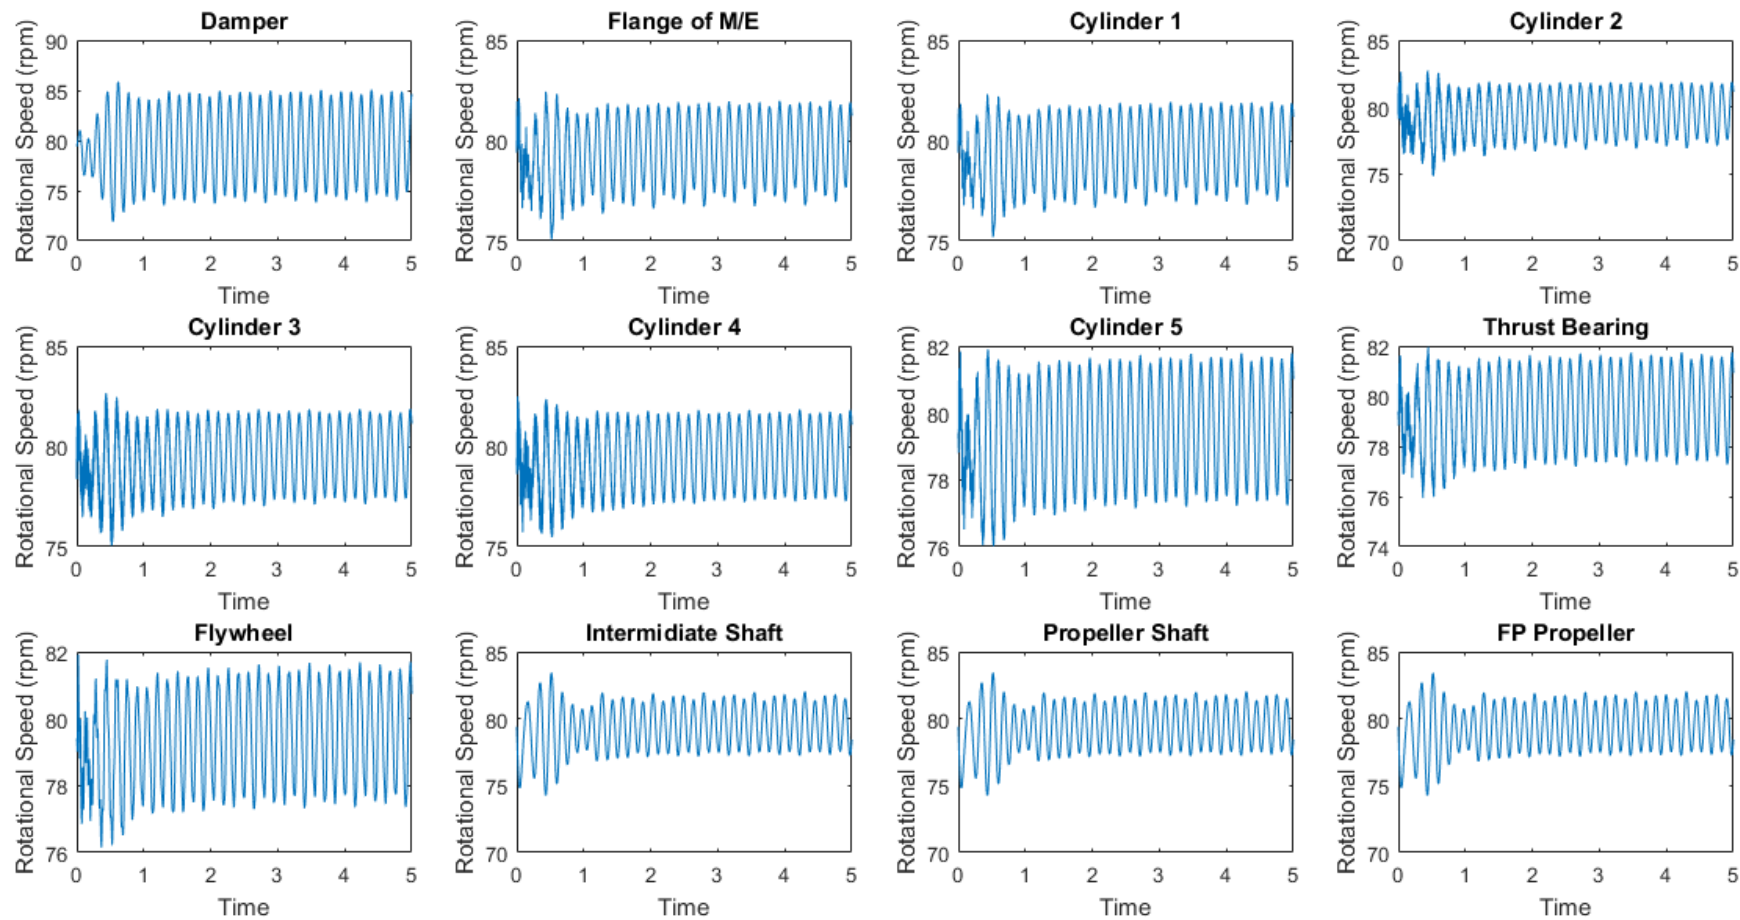 Damper
Rotational Speed (rpm)
90
85
80
75
70
0 1 2 3 4 5
Time
Flange of M/E
Rotational Speed (rpm)
85
80
75
0 1 2 3 4 5
Time
Cylinder 1
Rotational Speed (rpm)
85
80
75
0 1 2 3 4 5
Time
Cylinder 2
Rotational Speed (rpm)
85
80
75
70
0 1 2 3 4 5
Time
Cylinder 3
Rotational Speed (rpm)
85
80
75
0 1 2 3 4 5
Time
Cylinder 4
Rotational Speed (rpm)
85
80
75
0 1 2 3 4 5
Time
Cylinder 5
Rotational Speed (rpm)
82
80
78
76
0 1 2 3 4 5
Time
Thrust Bearing
Rotational Speed (rpm)
82
80
78
76
74
0 1 2 3 4 5
Time
Flywheel
Rotational Speed (rpm)
82
80
78
76
0 1 2 3 4 5
Time
Intermidiate Shaft
Rotational Speed (rpm)
85
80
75
70
0 1 2 3 4 5
Time
Propeller Shaft
Rotational Speed (rpm)
85
80
75
70
0 1 2 3 4 5
Time
FP Propeller
Rotational Speed (rpm)
85
80
75
70
0 1 2 3 4 5
Time